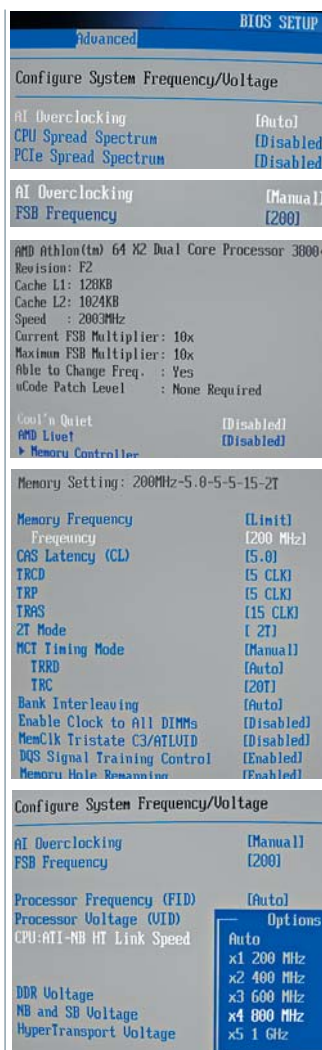 BIOS SETUP
Advanced
Configure System Frequency/Voltage
AI Overclocking [Auto]
CPU Spread Spectrum [Disabled
PCIe Spread Spectrum [Disabled
AI Overclocking [Manual]
FSB Frequency [200]
AMD Athlon(tm) 64 X2 Dual Core Processor 3800+
Revision: F2
Cache L1: 128KB
Cache L2: 1024KB
Speed : 2003MHz
Current FSB Multiplier: 10x
Maximum FSB Multiplier: 10x
Able to Change Freq. : Yes
uCode Patch Level : None Required
Cool'n Quiet [Disabled]
AMD Live! [Disabled]
Memory Controller
Memory Setting: 200MHz-5.0-5-5-15-2T
Memory Frequency [Limit]
Freqeuncy [200 MHz]
CAS Latency (CL) [5.0]
TRCD [5 CLK]
TRP [5 CLK]
TRAS [15 CLK]
2T Mode [ 2T]
MCT Timing Mode [Manual]
TRRD [Auto]
TRC [20T]
Bank Interleaving [Auto]
Enable Clock to All DIMMs [Disabled]
MemClk Tristate C3/ATLVID [Disabled]
DQS Signal Training Control [Enabled]
Memory Hole Remapping [Enabled]
Configure System Frequency/Voltage
AI Overclocking [Manual]
FSB Frequency [200]
Processor Frequency (FID) [Auto]
Processor Voltage (VID)
Options
CPU:ATI-NB HT Link Speed
Auto
x1 200 MHz
x2 400 MHz
DDR Voltage
x3 600 MHz
NB and SB Voltage
x4 800 MHz
HyperTransport Voltage
x5 1 GHz